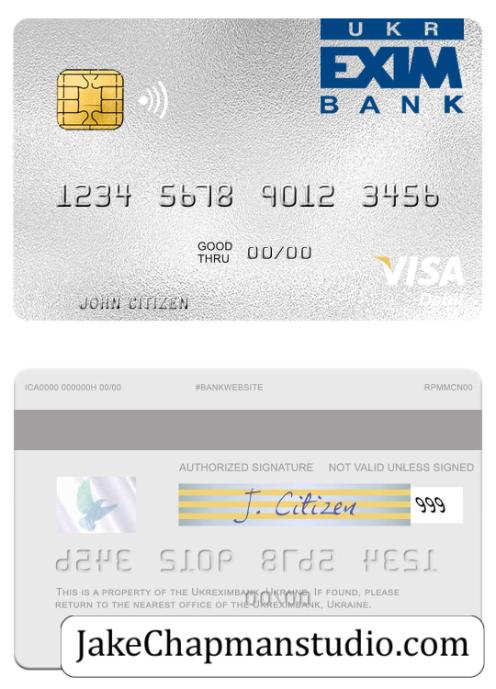 UKR
EXIM
BANK
1234 5678 9012 3456
GOOD THRU 00/00
VISA
Debit
JOHN CITIZEN
ICA0000 000000H 00/00 #BANKWEBSITE RPMMCN00
AUTHORIZED SIGNATURE NOT VALID UNLESS SIGNED
J. Citizen 999
1234 5678 9012 3456
00/00
THIS IS A PROPERTY OF THE UKREXIMBANK, UKRAINE. IF FOUND, PLEASE
RETURN TO THE NEAREST OFFICE OF THE UKREXIMBANK, UKRAINE.
JakeChapmanstudio.com